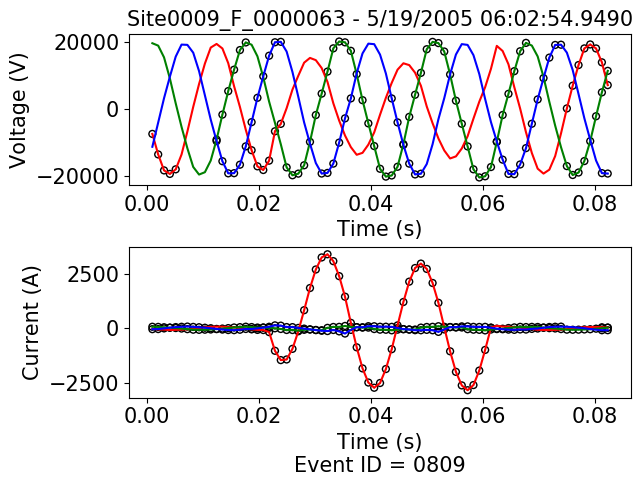 Site0009_F_0000063 - 5/19/2005 06:02:54.9490
Voltage (V)
20000
0
−20000
0.00 0.02 0.04 0.06 0.08
Time (s)
Current (A)
2500
0
−2500
0.00 0.02 0.04 0.06 0.08
Time (s)
Event ID = 0809